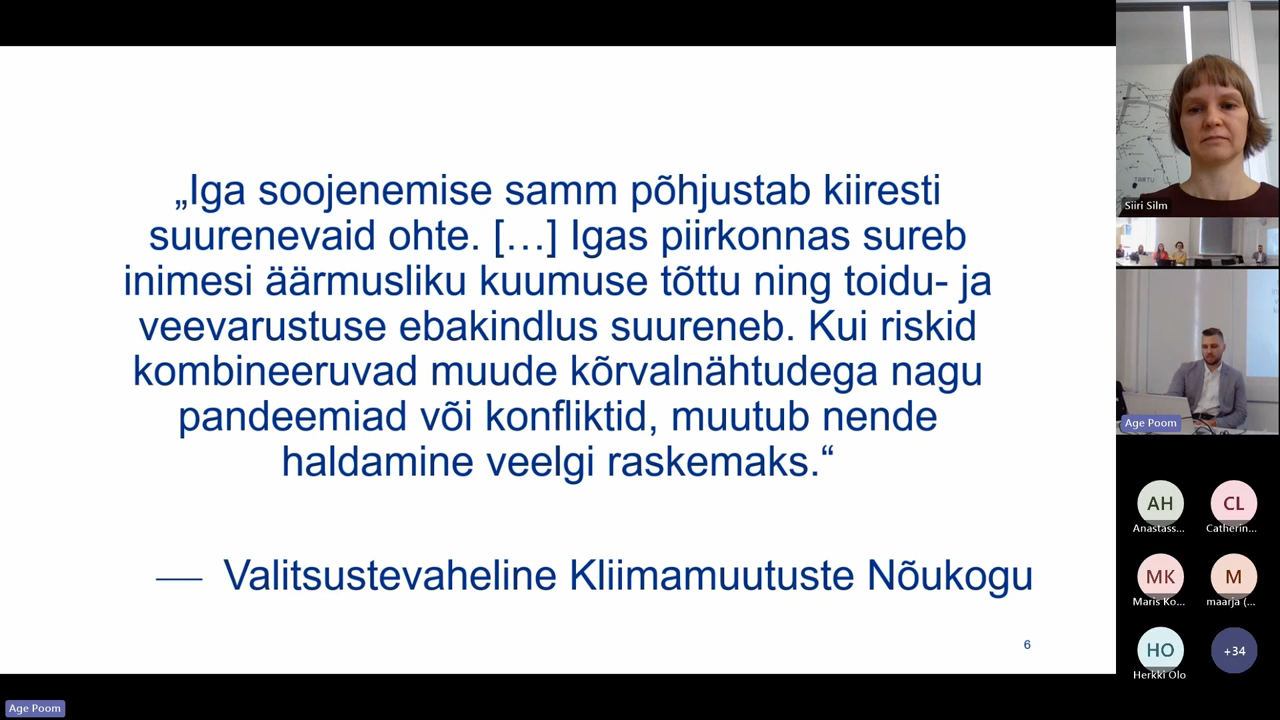 „Iga soojenemise samm põhjustab kiiresti
suurenevaid ohte. […] Igas piirkonnas sureb
inimesi äärmusliku kuumuse tõttu ning toidu- ja
veevarustuse ebakindlus suureneb. Kui riskid
kombineeruvad muude kõrvalnähtudega nagu
pandeemiad või konfliktid, muutub nende
haldamine veelgi raskemaks.“
— Valitsustevaheline Kliimamuutuste Nõukogu
6
Age Poom
TARTU
Siiri Silm
Age Poom
AH
CL
Anastass...
Catherin...
MK
M
Maris Ko...
maarja (...
HO
+34
Herkki Olo